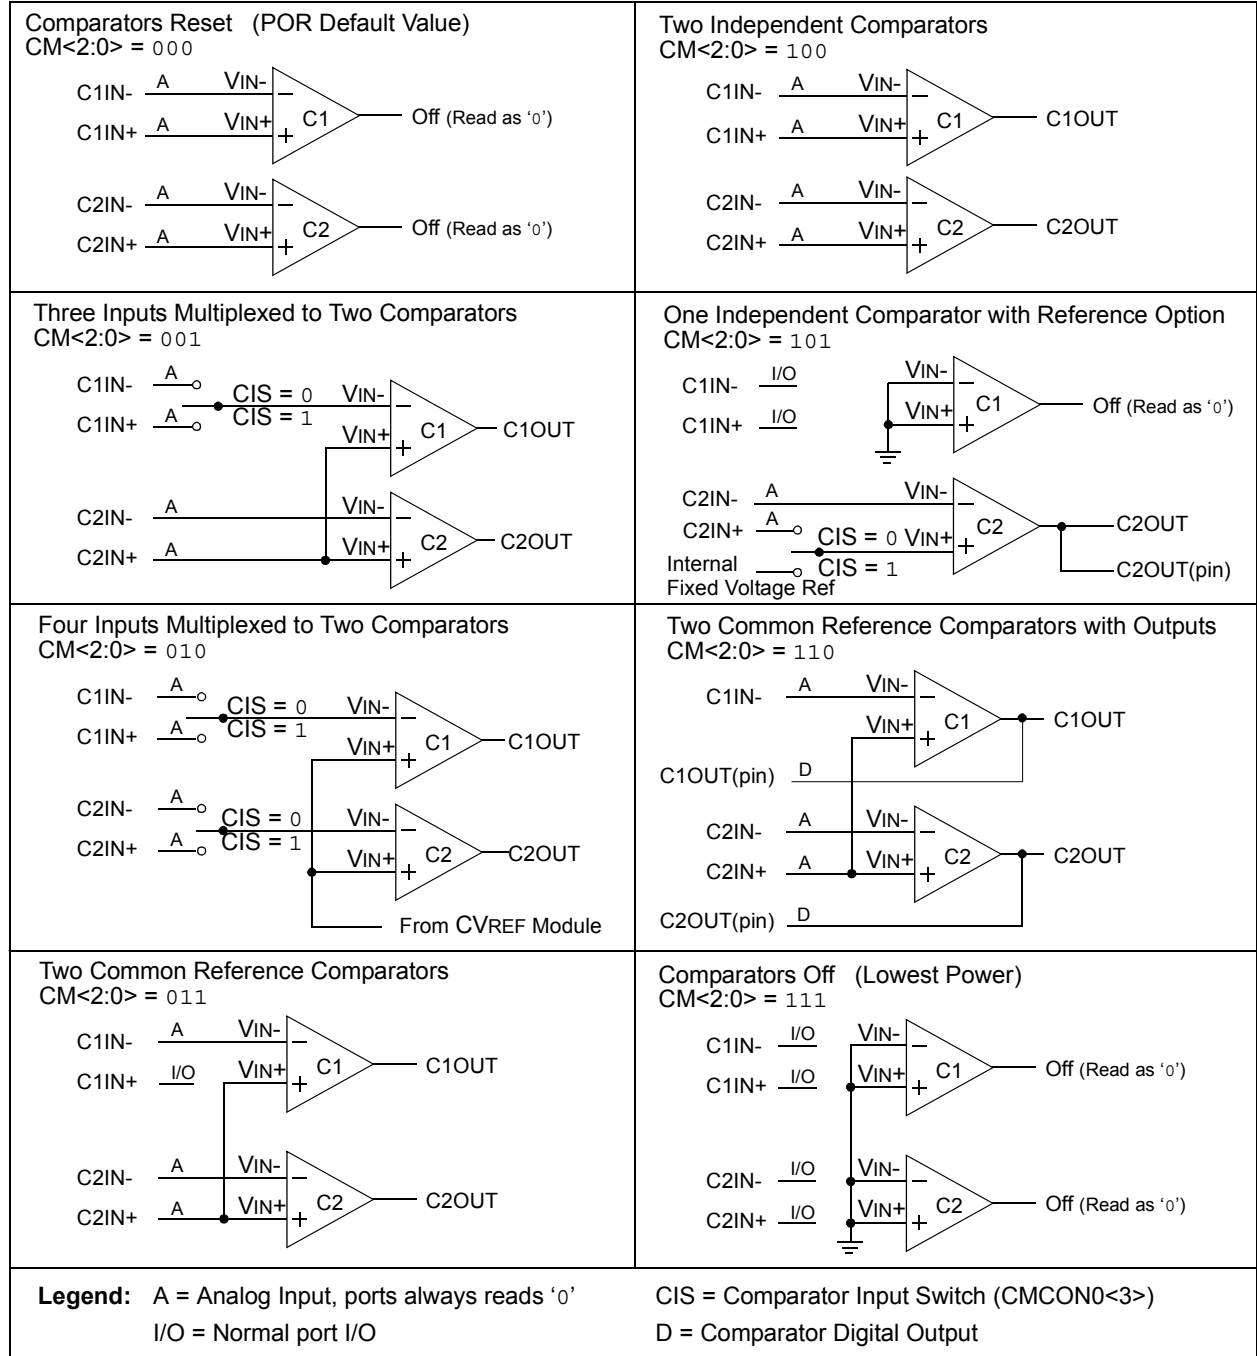 Comparators Reset (POR Default Value)
CM<2:0> = 000
C1IN- A VIN-
C1IN+ A VIN+ C1 Off (Read as ‘0’)
C2IN- A VIN-
C2IN+ A VIN+ C2 Off (Read as ‘0’)
Two Independent Comparators
CM<2:0> = 100
C1IN- A VIN-
C1IN+ A VIN+ C1 C1OUT
C2IN- A VIN-
C2IN+ A VIN+ C2 C2OUT
Three Inputs Multiplexed to Two Comparators
CM<2:0> = 001
C1IN- A CIS = 0 VIN-
C1IN+ A CIS = 1 VIN+ C1 C1OUT
C2IN- A VIN-
C2IN+ A VIN+ C2 C2OUT
One Independent Comparator with Reference Option
CM<2:0> = 101
C1IN- I/O VIN-
C1IN+ I/O VIN+ C1 Off (Read as ‘0’)
C2IN- A VIN-
C2IN+ A CIS = 0 VIN+ C2 C2OUT
Internal CIS = 1 C2OUT(pin)
Fixed Voltage Ref
Four Inputs Multiplexed to Two Comparators
CM<2:0> = 010
C1IN- A CIS = 0 VIN-
C1IN+ A CIS = 1 VIN+ C1 C1OUT
C2IN- A CIS = 0 VIN-
C2IN+ A CIS = 1 VIN+ C2 C2OUT
From CVREF Module
Two Common Reference Comparators with Outputs
CM<2:0> = 110
C1IN- A VIN-
VIN+ C1 C1OUT
C1OUT(pin) D
C2IN- A VIN-
C2IN+ A VIN+ C2 C2OUT
C2OUT(pin) D
Two Common Reference Comparators
CM<2:0> = 011
C1IN- A VIN-
C1IN+ I/O VIN+ C1 C1OUT
C2IN- A VIN-
C2IN+ A VIN+ C2 C2OUT
Comparators Off (Lowest Power)
CM<2:0> = 111
C1IN- I/O VIN-
C1IN+ I/O VIN+ C1 Off (Read as ‘0’)
C2IN- I/O VIN-
C2IN+ I/O VIN+ C2 Off (Read as ‘0’)
Legend: A = Analog Input, ports always reads ‘0’ CIS = Comparator Input Switch (CMCON0<3>)
I/O = Normal port I/O D = Comparator Digital Output